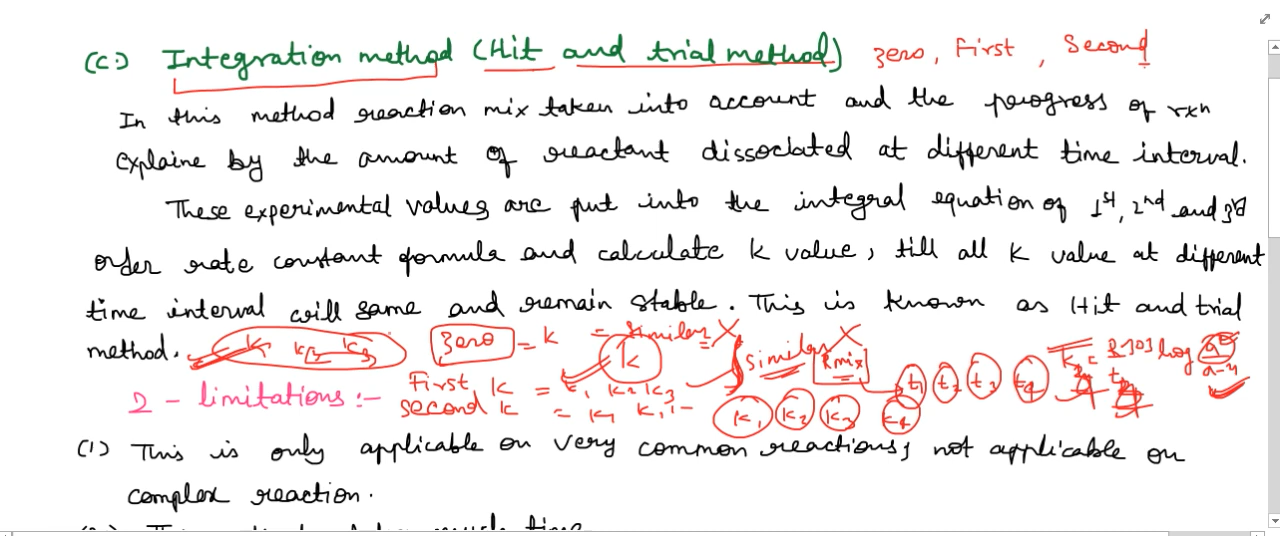 (C.) Integration method (Hit and trial method) zero, First, Second
In this method reaction mix taken into account and the progress of rxn
explaine by the amount of reactant dissociated at different time interval.
These experimental values are put into the integral equation of 1st, 2nd and 3rd
order rate constant formula and calculate k value, till all K value at different
time interval will same and remain stable. This is known as Hit and trial
method. K K2 K3 zero = k = similar X
K similar X Rmix
First, K = K1 K2 K3 t1 t2 t3 t4
2 - limitations :-
second K = K1 K1, K1 K2 K3 K4
(1) This is only applicable on very common reactions, not applicable on
complex reaction.